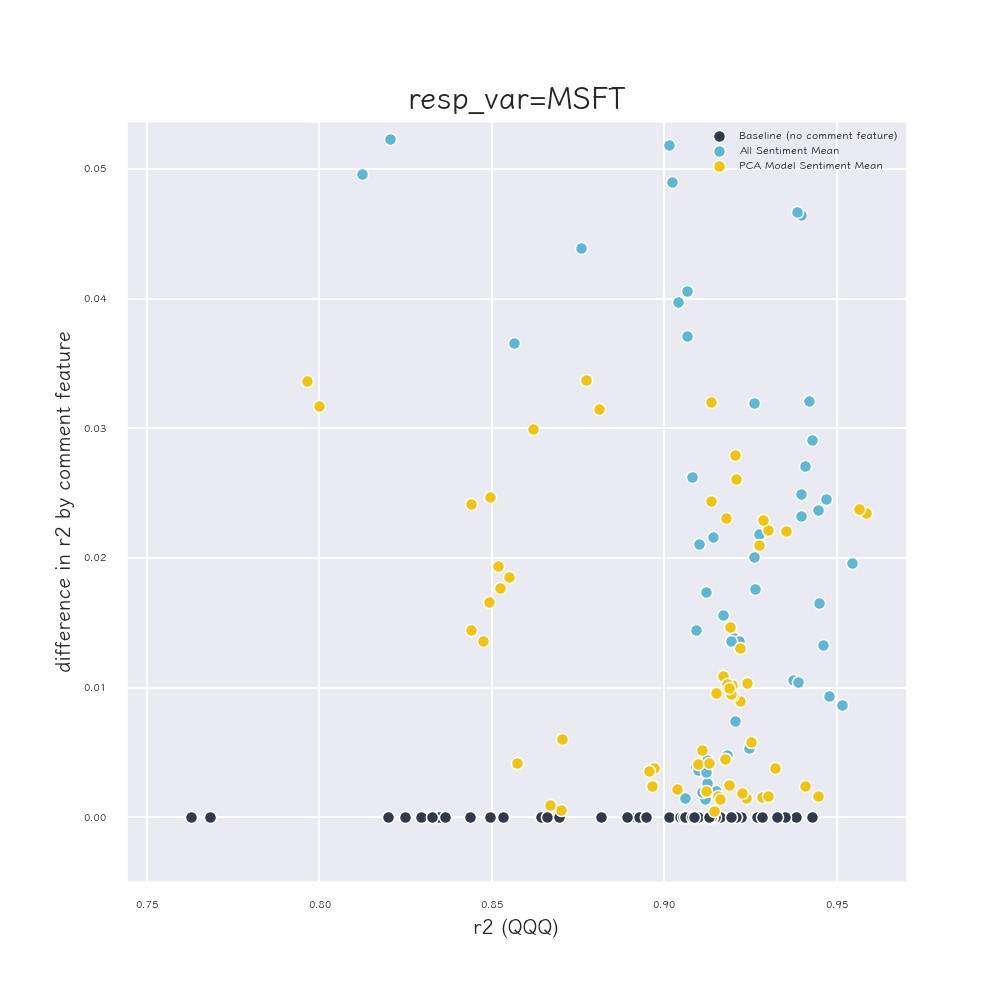 resp_var=MSFT
Baseline (no comment feature)
All Sentiment Mean
PCA Model Sentiment Mean
difference in r2 by comment feature
0.05
0.04
0.03
0.02
0.01
0.00
0.75 0.80 0.85 0.90 0.95
r2 (QQQ)